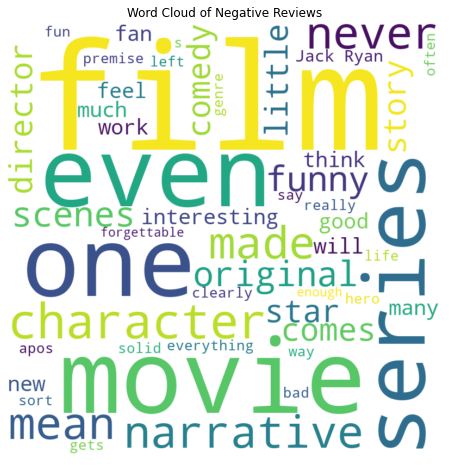 Word Cloud of Negative Reviews
fun
s
fan
never
often
premise
left
comedy
genre
little
Jack Ryan
story
film
feel
much
work
director
even
think
funny
say
really
scenes
interesting
good
forgettable
made
will
life
one
original
clearly
enough
hero
series
character
star
many
comes
apos
solid
everything
way
movie
new
sort
bad
mean
narrative
gets